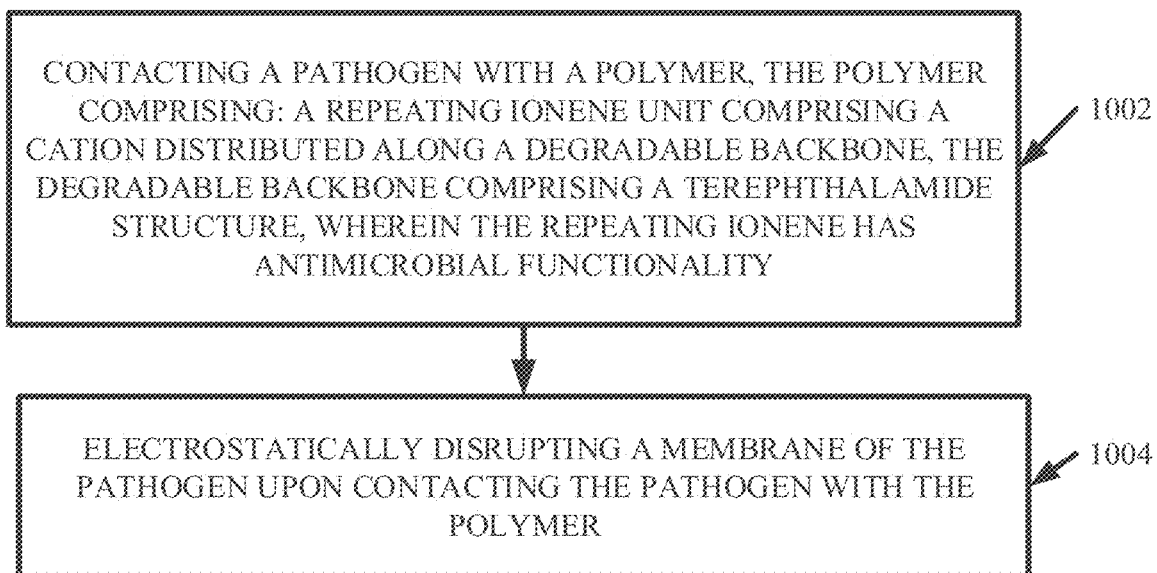 CONTACTING A PATHOGEN WITH A POLYMER, THE POLYMER
COMPRISING: A REPEATING IONENE UNIT COMPRISING A
CATION DISTRIBUTED ALONG A DEGRADABLE BACKBONE, THE
DEGRADABLE BACKBONE COMPRISING A TEREPHTHALAMIDE
STRUCTURE, WHEREIN THE REPEATING IONENE HAS
ANTIMICROBIAL FUNCTIONALITY
1002
ELECTROSTATICALLY DISRUPTING A MEMBRANE OF THE
PATHOGEN UPON CONTACTING THE PATHOGEN WITH THE
POLYMER
1004